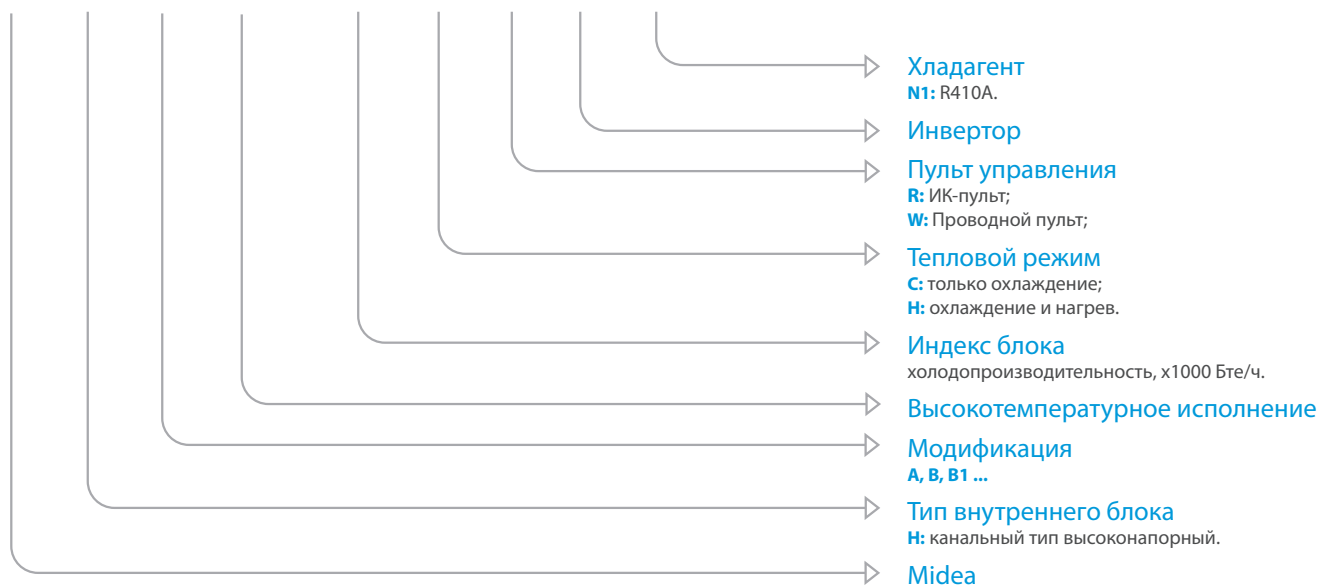 Хладагент
N1: R410A.
Инвертор
Пульт управления
R: ИК-пульт;
W: Проводной пульт;
Тепловой режим
C: только охлаждение;
H: охлаждение и нагрев.
Индекс блока
холодопроизводительность, x1000 Бте/ч.
Высокотемпературное исполнение
Модификация
A, B, B1 ...
Тип внутреннего блока
H: канальный тип высоконапорный.
Midea